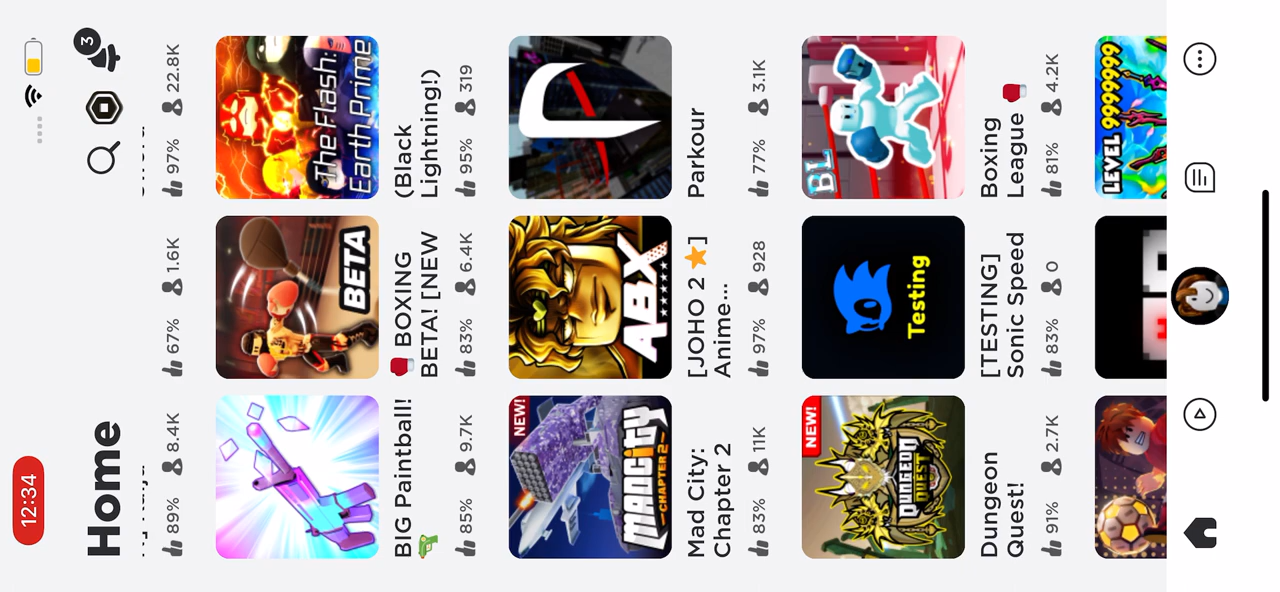 12:34
Home
3
89% 8.4K
67% 1.6K
97% 22.8K
BETA
The Flash:
Earth Prime
BIG Paintball!
🔫
85% 9.7K
🥊 BOXING
BETA! [NEW
83% 6.4K
(Black
Lightning!)
95% 319
NEW!
MADCITY
CHAPTER 2
ABX
Mad City:
Chapter 2
83% 11K
[JOHO 2 ⭐]
Anime...
97% 928
Parkour
77% 3.1K
NEW!
DUNGEON
QUEST
Testing
BL
Dungeon
Quest!
91% 2.7K
[TESTING]
Sonic Speed
83% 0
Boxing
League 🥊
81% 4.2K
LEVEL 9999999